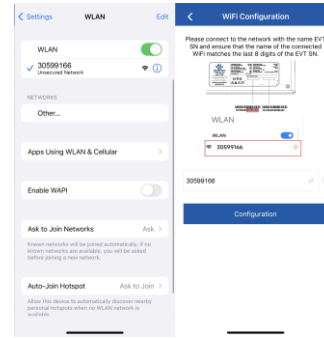 Settings
WLAN
Edit
WLAN
30599166
Unsecured Network
NETWORKS
Other...
Apps Using WLAN & Cellular
Enable WAPI
Ask to Join Networks
Ask
Known networks will be joined automatically. If no
known networks are available, you will be asked
before joining a new network.
Auto-Join Hotspot
Ask to Join
Allow this device to automatically discover nearby
personal hotspots when no WLAN network is
available.
WiFi Configuration
Please connect to the network with the name EVT
SN and ensure that the name of the connected
WiFi matches the last 8 digits of the EVT SN.
WLAN
WLAN
30599166
30599166
Configuration